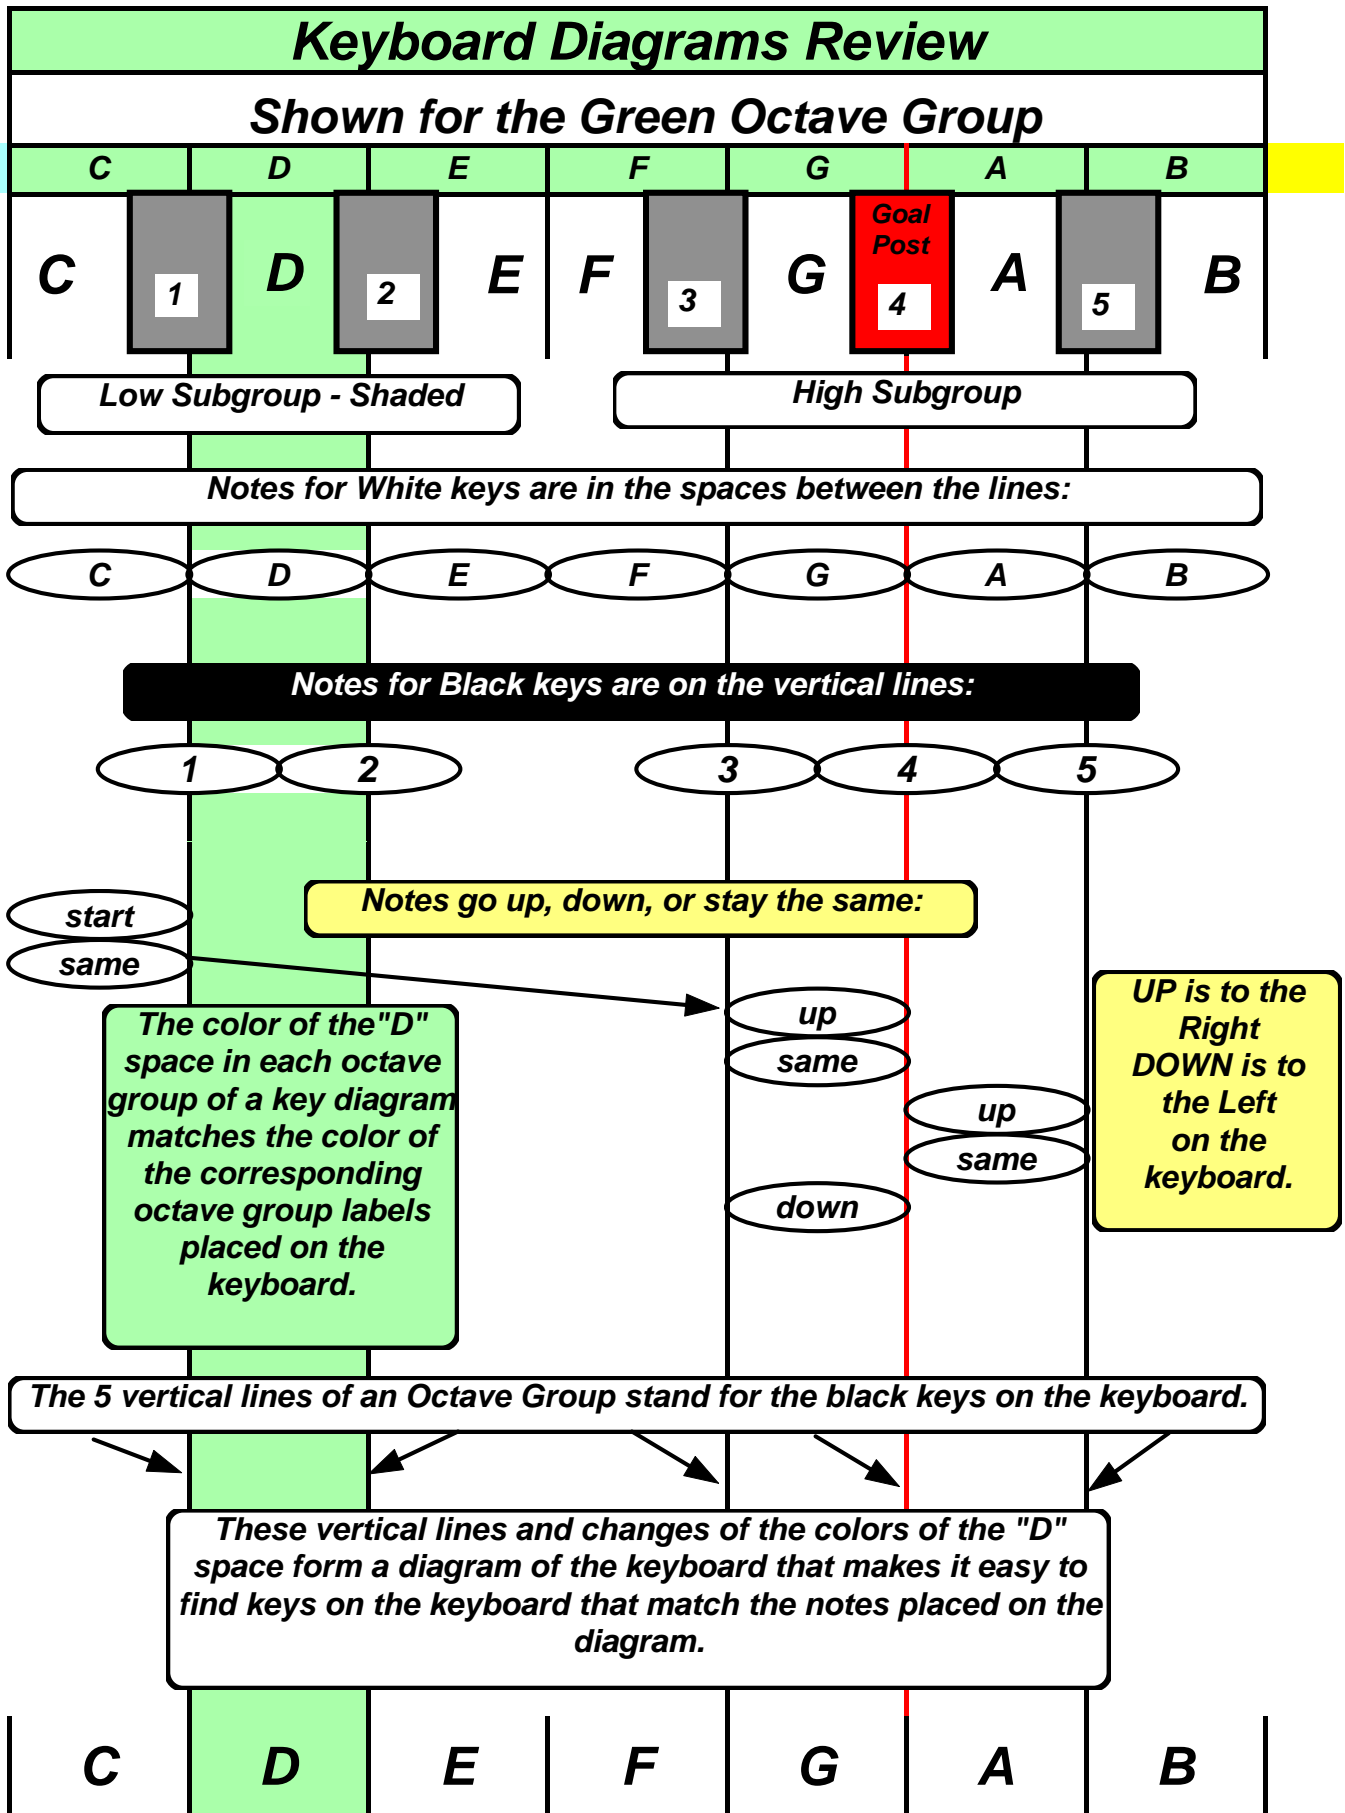 Keyboard Diagrams Review
Shown for the Green Octave Group
C D E F G A B
Goal
Post
C D E F G A B
1 2 3 4 5
Low Subgroup - Shaded
High Subgroup
Notes for White keys are in the spaces between the lines:
C D E F G A B
Notes for Black keys are on the vertical lines:
1 2 3 4 5
Notes go up, down, or stay the same:
start
same
up
same
up
same
down
The color of the"D"
space in each octave
group of a key diagram
matches the color of
the corresponding
octave group labels
placed on the
keyboard.
UP is to the
Right
DOWN is to
the Left
on the
keyboard.
The 5 vertical lines of an Octave Group stand for the black keys on the keyboard.
These vertical lines and changes of the colors of the "D"
space form a diagram of the keyboard that makes it easy to
find keys on the keyboard that match the notes placed on the
diagram.
C D E F G A B